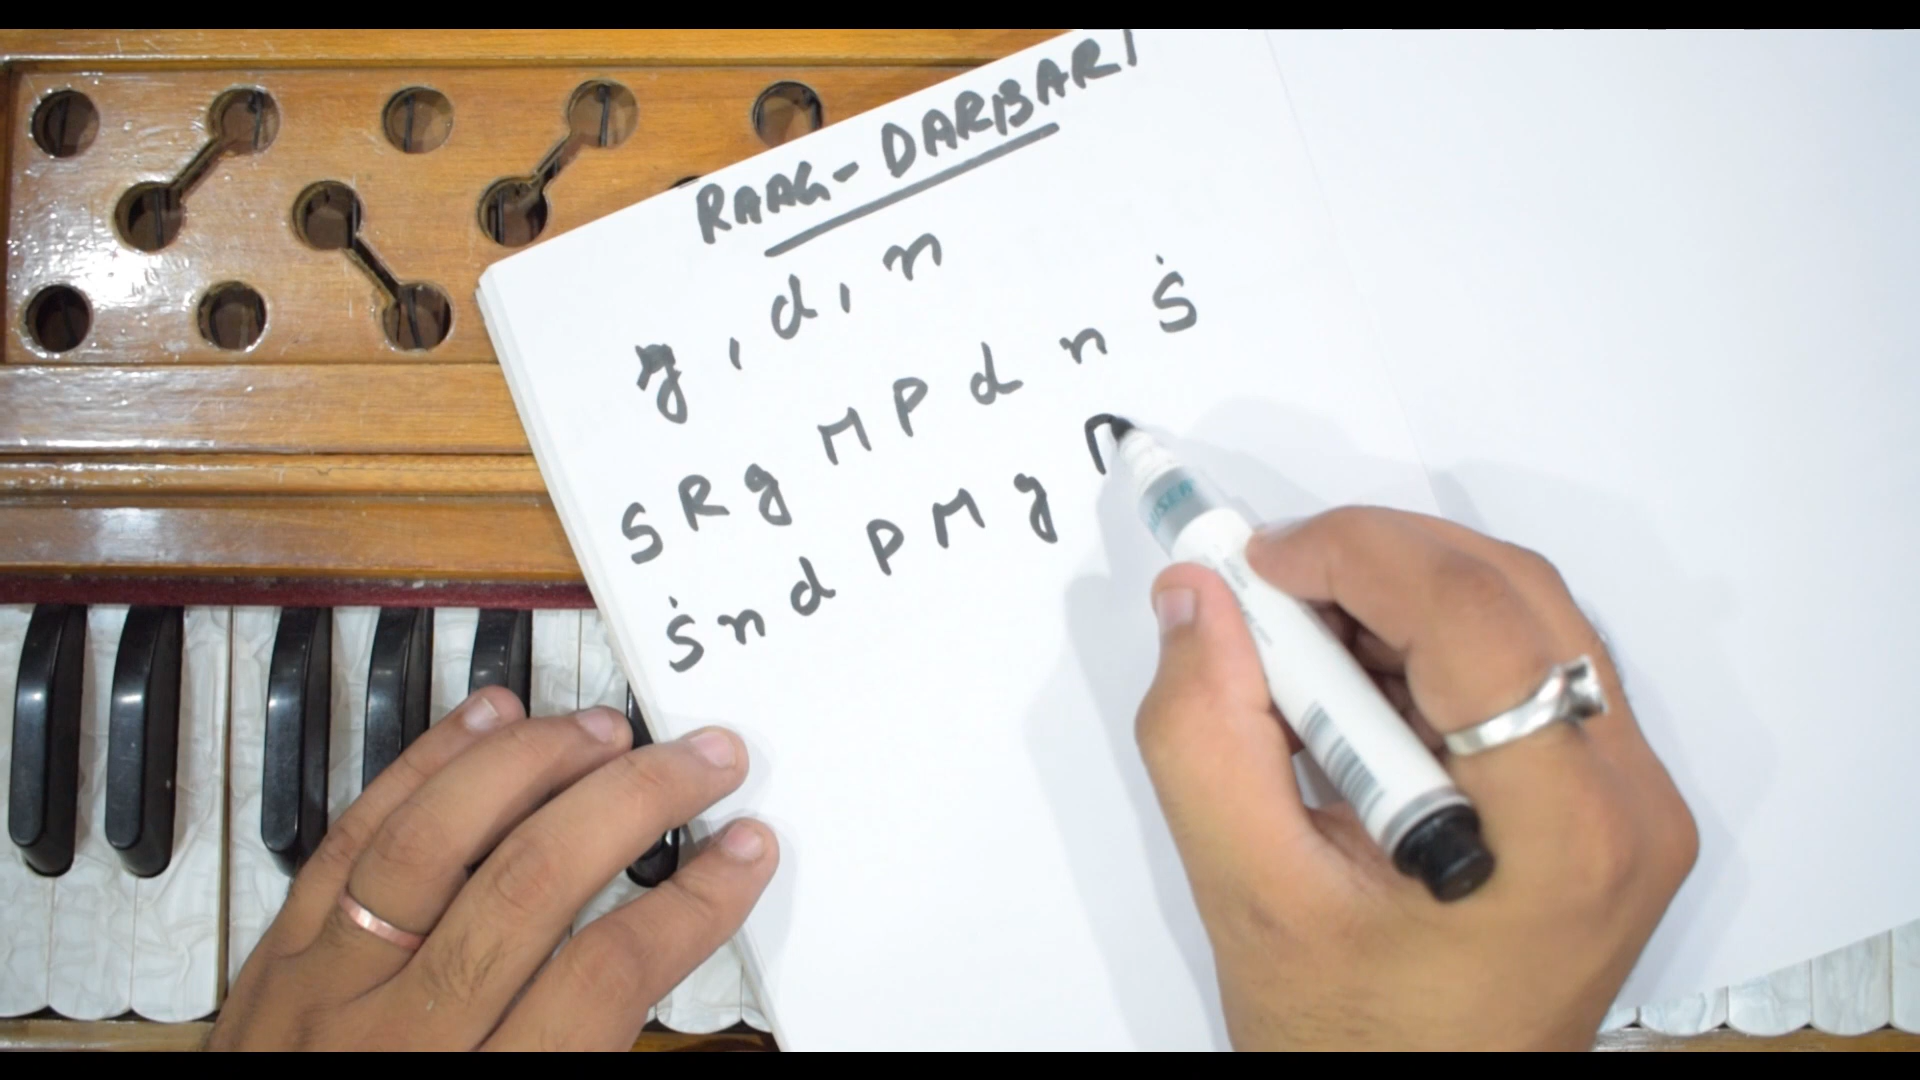 RAAG-DARBARI
g, d, n
S R g M P d n Ṡ
Ṡ n d P M g